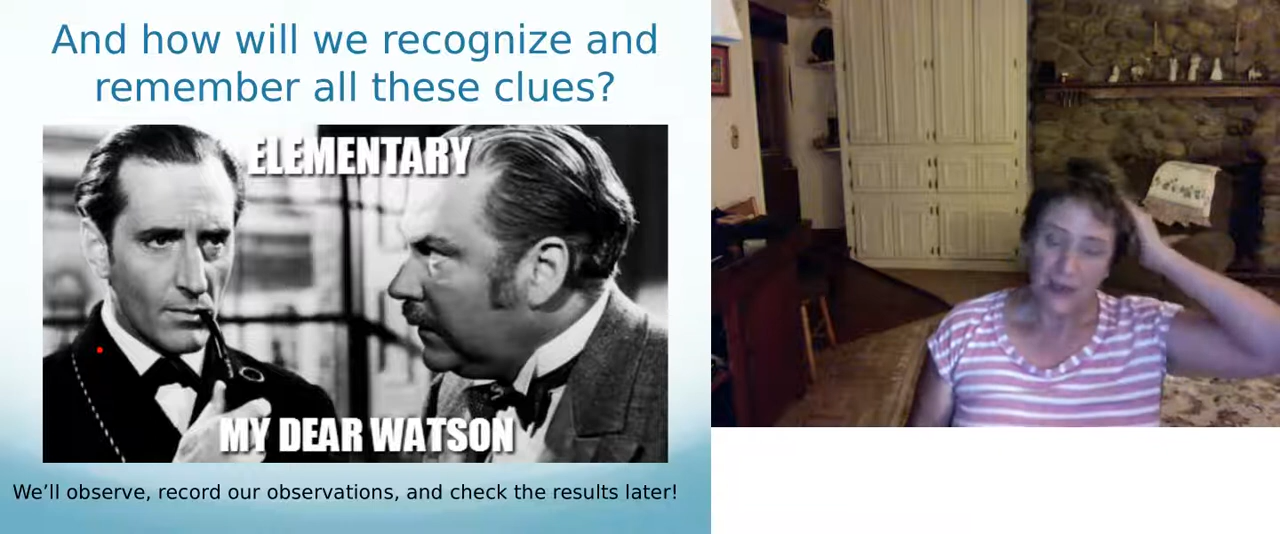 And how will we recognize and
remember all these clues?
ELEMENTARY
MY DEAR WATSON
We'll observe, record our observations, and check the results later!